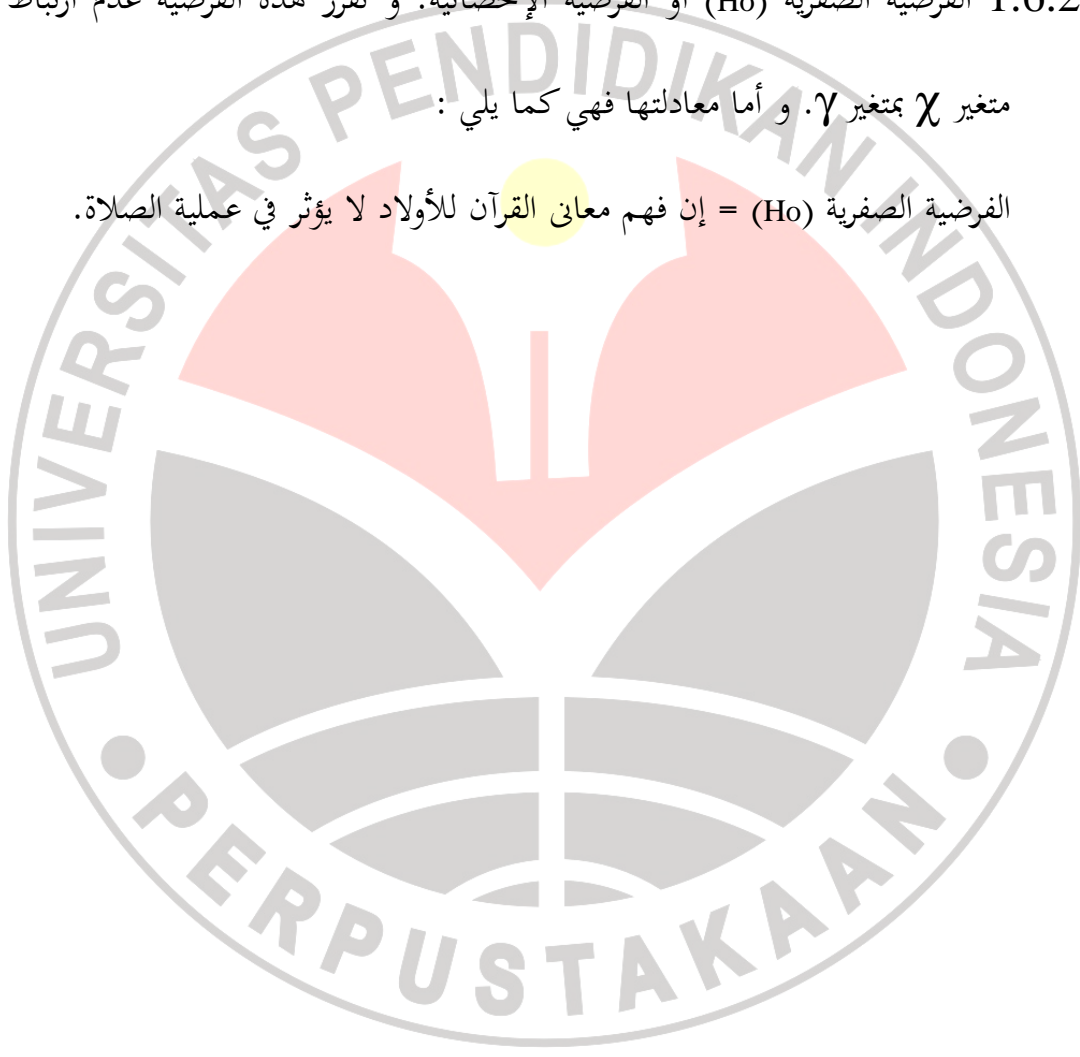 1.6.2 الفرضية الصفرية (Ho) أو الفرضية الإحصائية. و تقرر هذه الفرضية عدم ارتباط
متغير χ بمتغير γ. و أما معادلتها فهي كما يلي :
الفرضية الصفرية (Ho) = إن فهم معانى القرآن للأولاد لا يؤثر في عملية الصلاة.
UNIVERSITAS PENDIDIKAN INDONESIA
PERPUSTAKAAN